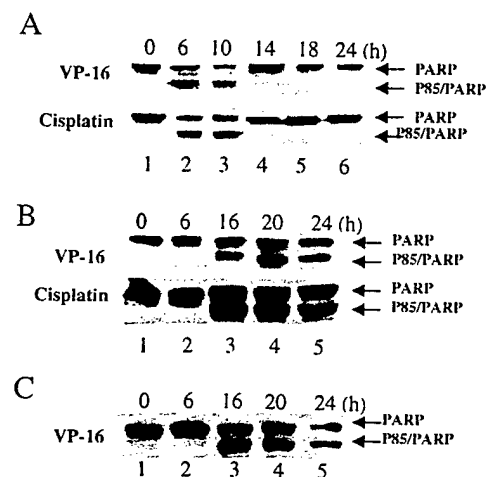 A
0 6 10 14 18 24 (h)
VP-16
PARP
P85/PARP
Cisplatin
PARP
P85/PARP
1 2 3 4 5 6
B
0 6 16 20 24 (h)
VP-16
PARP
P85/PARP
Cisplatin
PARP
P85/PARP
1 2 3 4 5
C
0 6 16 20 24 (h)
VP-16
PARP
P85/PARP
1 2 3 4 5